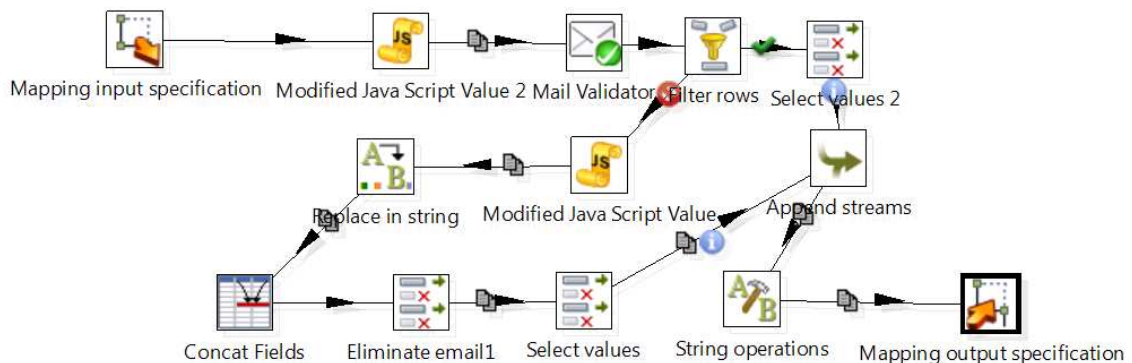 Mapping input specification
Modified Java Script Value 2
Mail Validator
Filter rows
Select values 2
Replace in string
Modified Java Script Value
Append streams
Concat Fields
Eliminate email1
Select values
String operations
Mapping output specification